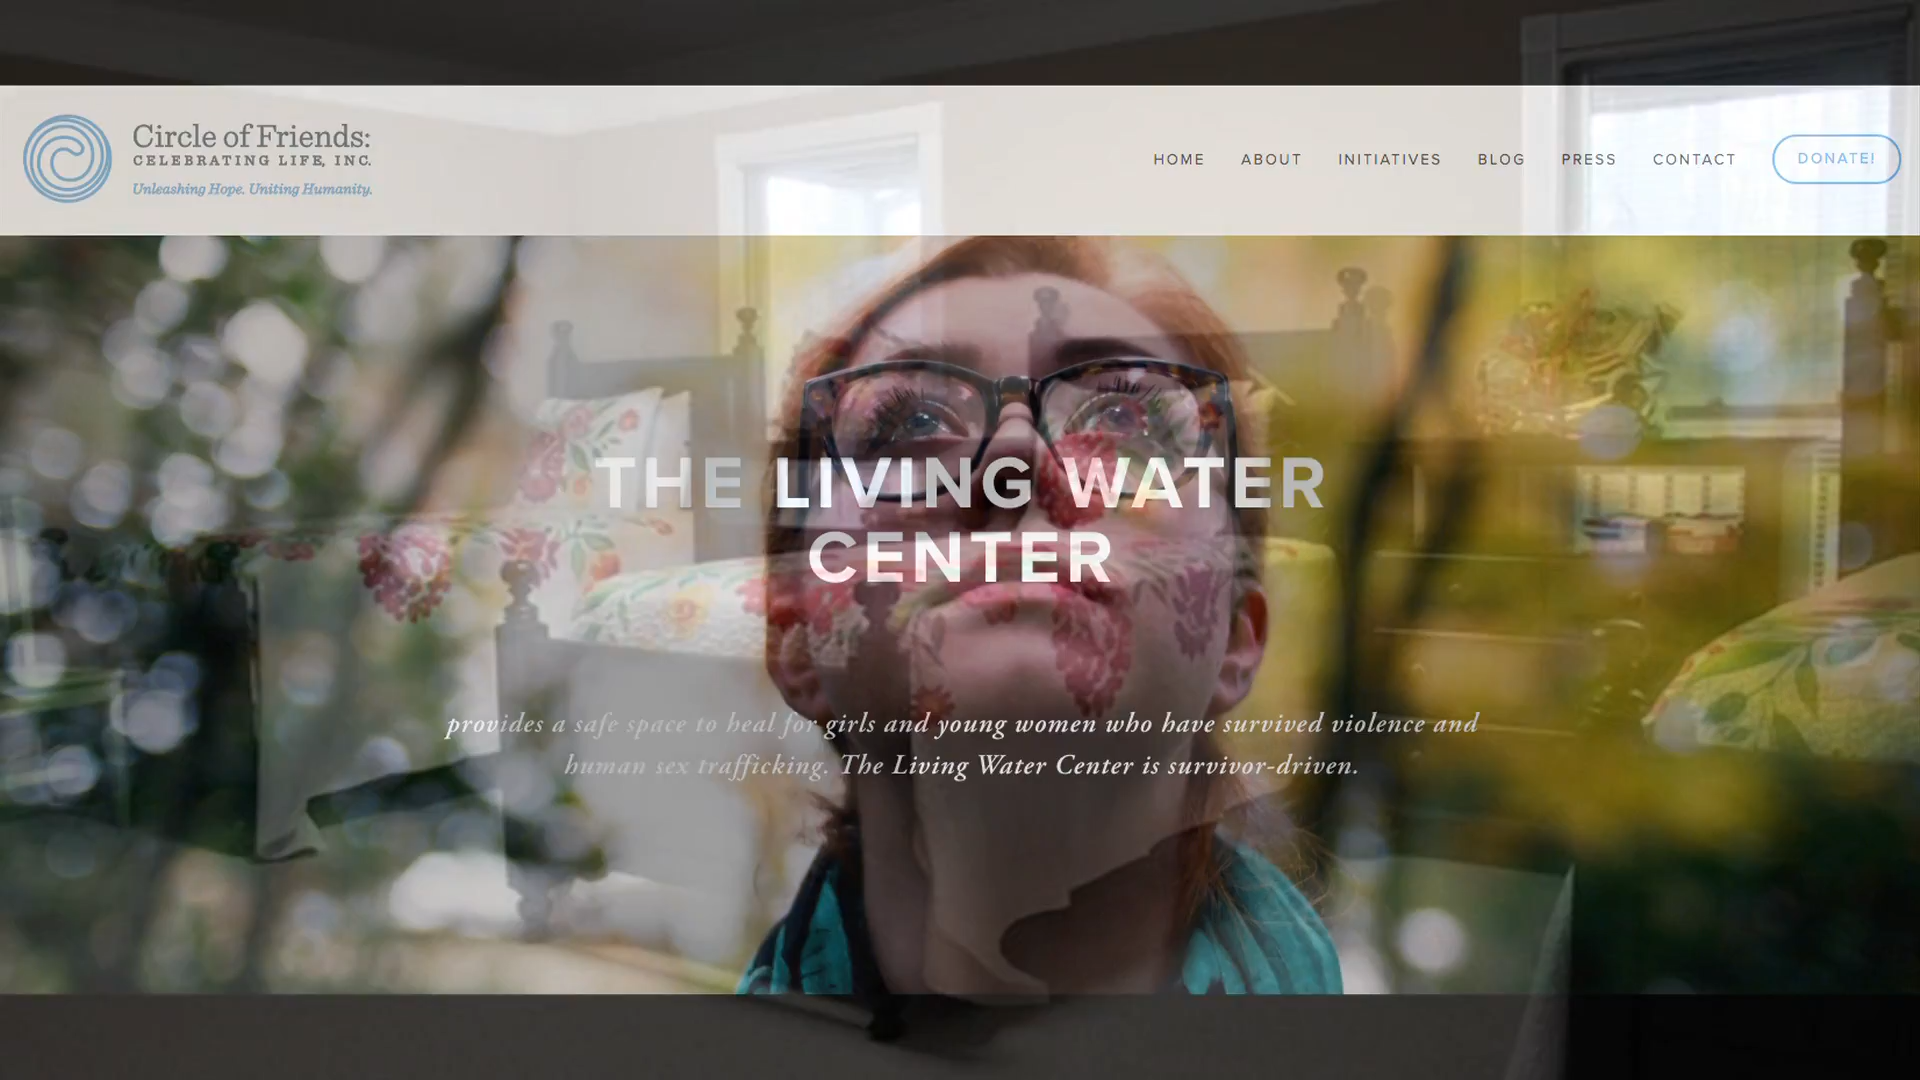 Circle of Friends:
CELEBRATING LIFE, INC.
Unleashing Hope. Uniting Humanity.
HOME ABOUT INITIATIVES BLOG PRESS CONTACT DONATE!
THE LIVING WATER
CENTER
provides a safe space to heal for girls and young women who have survived violence and
human sex trafficking. The Living Water Center is survivor-driven.